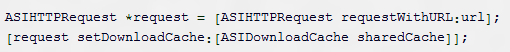 ASIHTTPRequest *request = [ASIHTTPRequest requestWithURL:url];
[request setDownloadCache:[ASIDownloadCache sharedCache]];